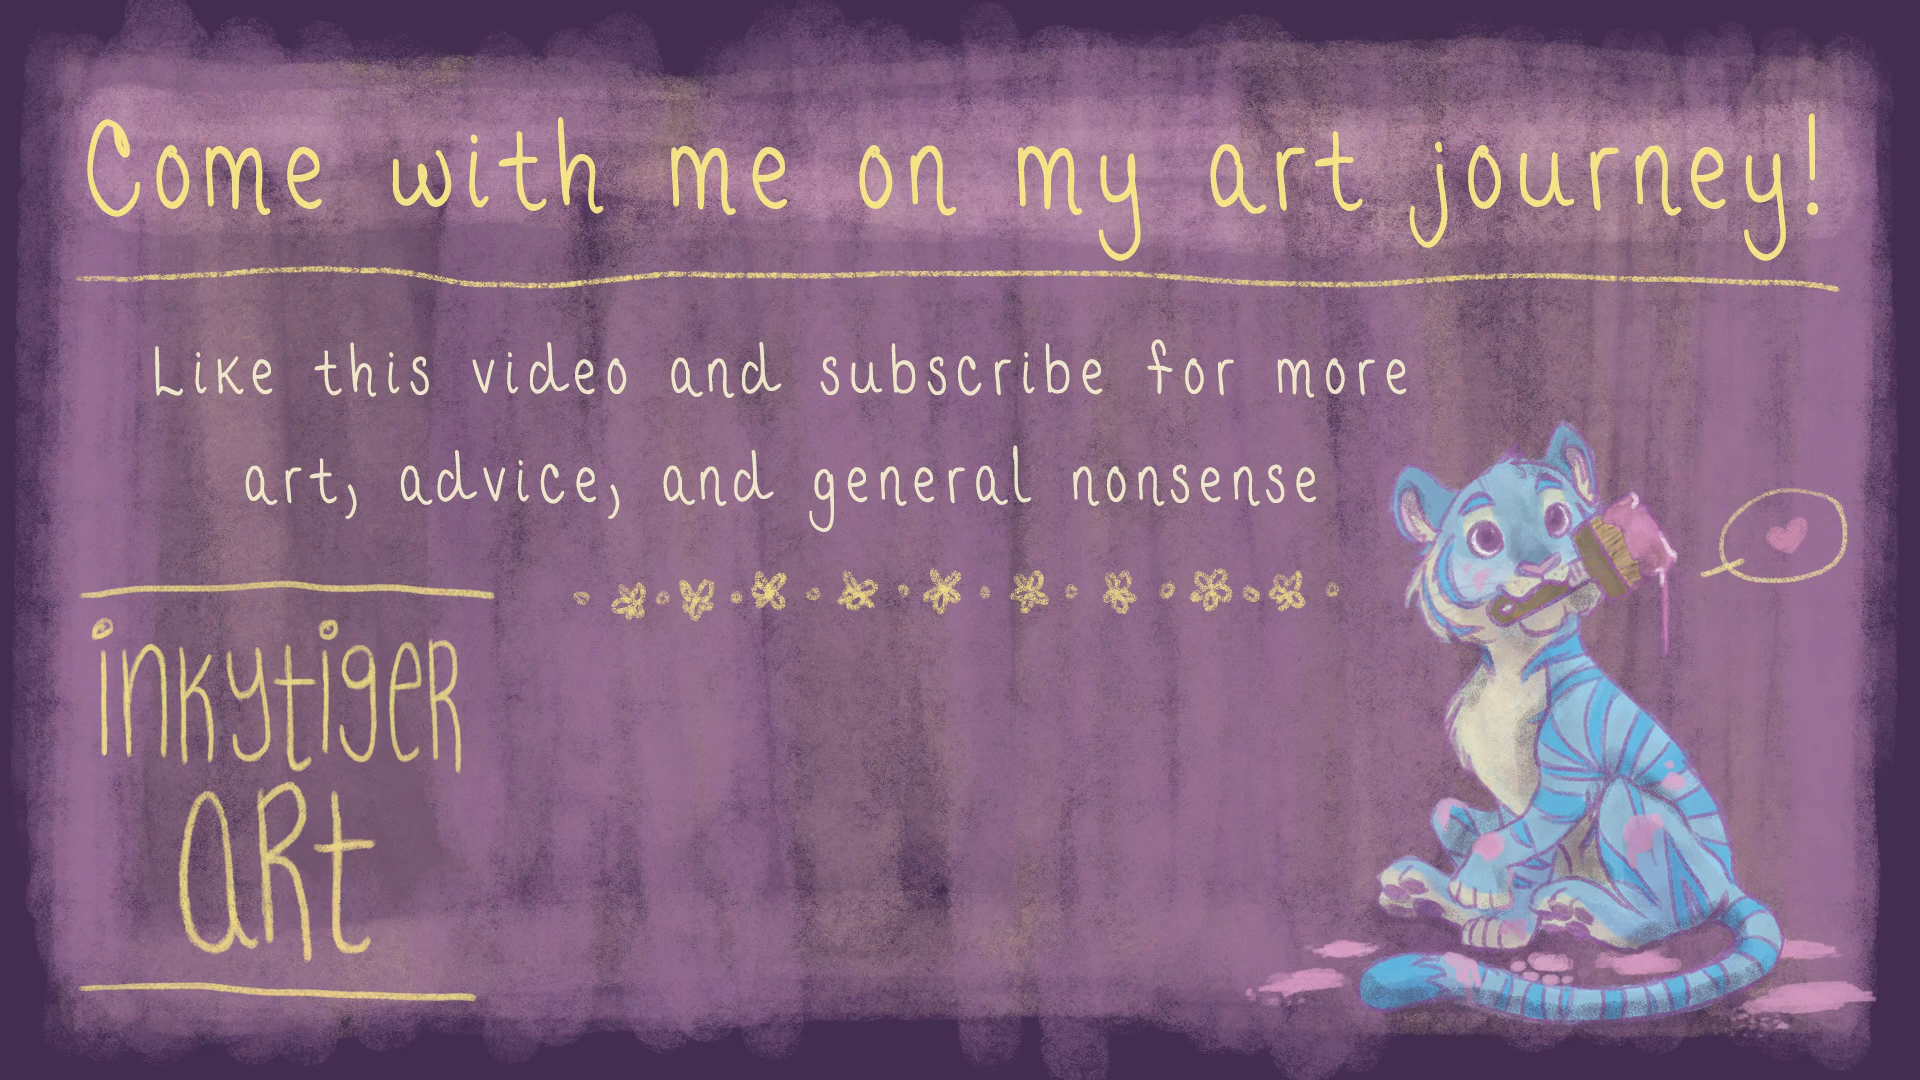 Come with me on my art journey!
Like this video and subscribe for more
art, advice, and general nonsense
inkytiger
art